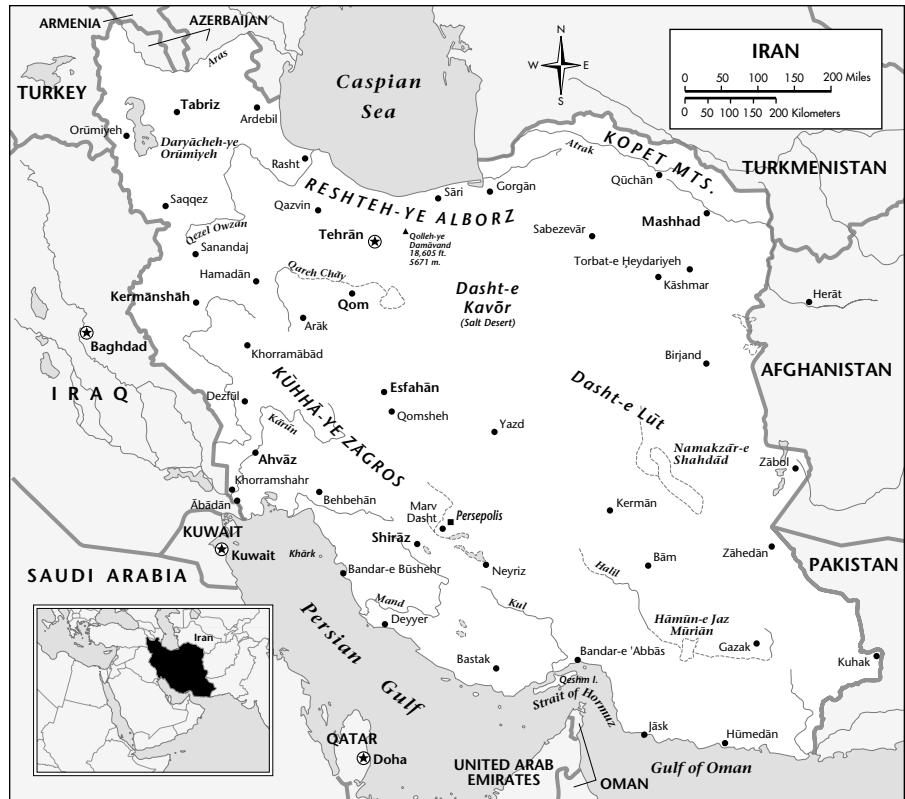 ARMENIA
AZERBAIJAN
TURKEY
Aras
Caspian
Sea
N
W
E
S
IRAN
0 50 100 150 200 Miles
0 50 100 150 200 Kilometers
Tabriz
Ardebil
Orūmiyeh
Daryācheh-ye
Orūmiyeh
Rasht
Atrak
KOPET MTS.
TURKMENISTAN
Qūchān
Saqqez
Qazvin
RESHTEH-YE ALBORZ
Sāri
Gorgān
Mashhad
Qezel Owzan
Tehrān
Qolleh-ye
Damāvand
18,605 ft.
5671 m.
Sabezevār
Sanandaj
Hamadān
Qareh Chāy
Torbat-e Ḩeydariyeh
Kāshmar
Kermānshāh
Qom
Dasht-e
Kavōr
(Salt Desert)
Herāt
Arāk
Baghdad
Khorramābād
Birjand
AFGHANISTAN
IRAQ
KŪHHĀ-YE ZĀGROS
Esfahān
Dasht-e Lūt
Dezfūl
Qomsheh
Kārūn
Yazd
Namakzār-e
Shahdād
Zābol
Ahvāz
Khorramshahr
Behbehān
Ābādān
Marv
Dasht
Persepolis
Kermān
KUWAIT
Kuwait
Khārk
Shirāz
Zāhedān
PAKISTAN
SAUDI ARABIA
Bandar-e Būshehr
Neyriz
Halil
Bām
Mand
Kul
Deyyer
Hāmūn-e Jaz
Mūriān
Gazak
Iran
Persian
Gulf
Bastak
Bandar-e 'Abbās
Kuhak
Qeshm I.
Strait of Hormuz
Jāsk
Hūmedān
QATAR
Doha
UNITED ARAB
EMIRATES
OMAN
Gulf of Oman